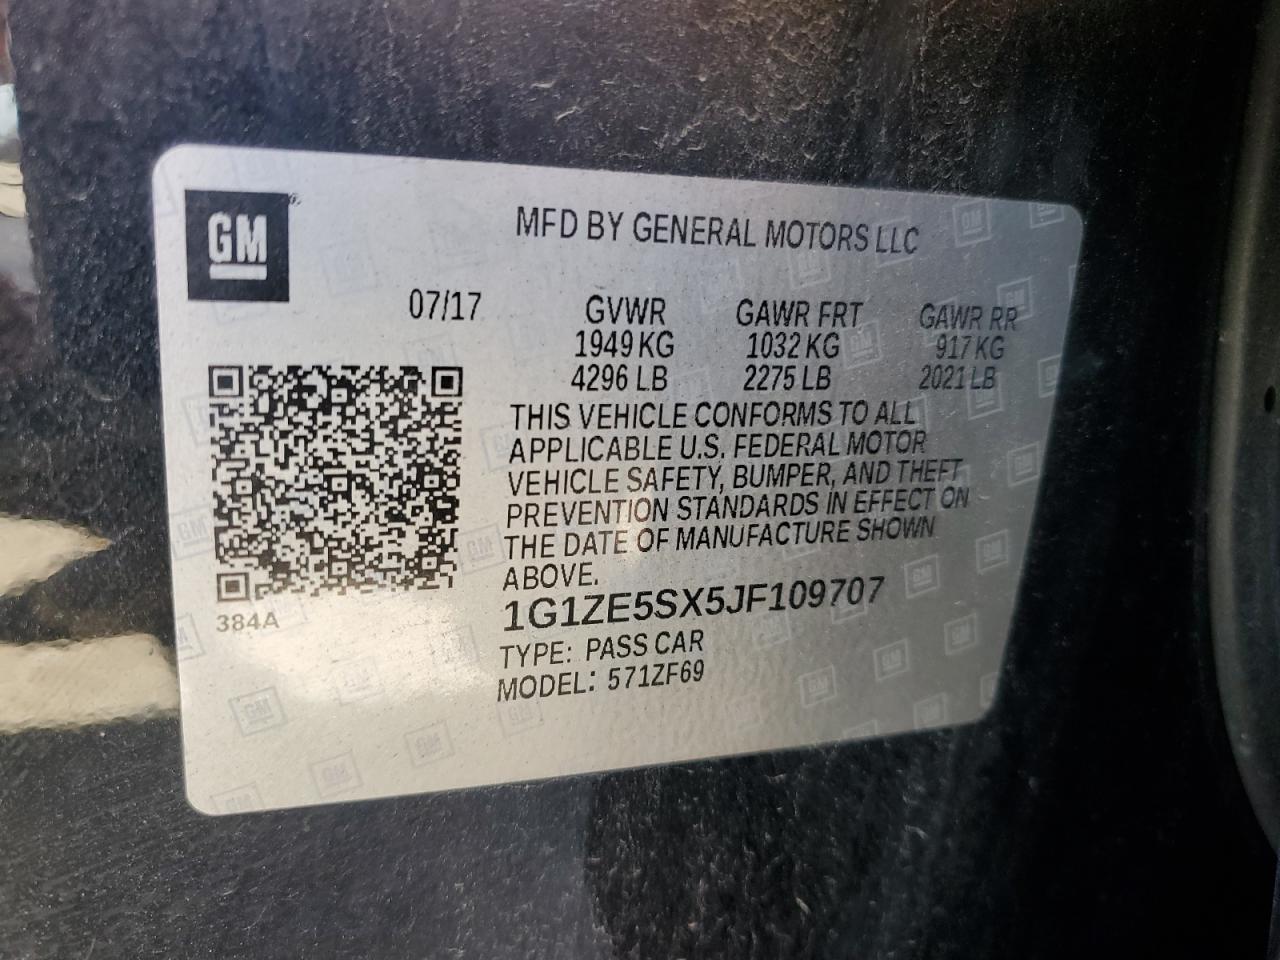 GM
MFD BY GENERAL MOTORS LLC
07/17 GVWR GAWR FRT GAWR RR
1949 KG 1032 KG 917 KG
4296 LB 2275 LB 2021 LB
THIS VEHICLE CONFORMS TO ALL
APPLICABLE U.S. FEDERAL MOTOR
VEHICLE SAFETY, BUMPER, AND THEFT
PREVENTION STANDARDS IN EFFECT ON
THE DATE OF MANUFACTURE SHOWN
ABOVE.
384A
1G1ZE5SX5JF109707
TYPE: PASS CAR
MODEL: 571ZF69